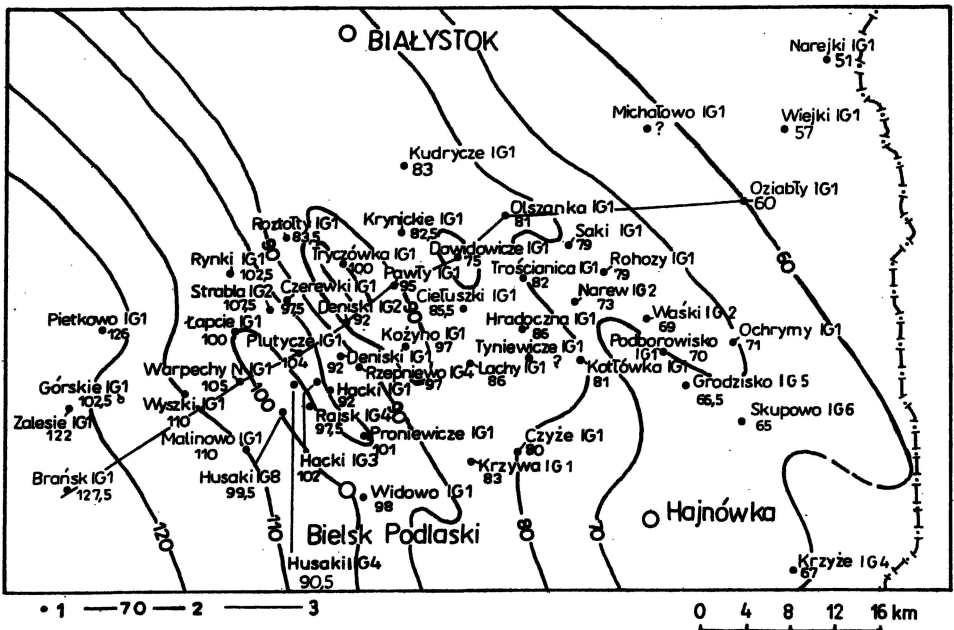 BIAŁYSTOK
Narejki IG1
51
Michałowo IG1
?
Wiejki IG1
57
Kudrycze IG1
83
Oziabły IG1
60
Olszanka IG1
81
Roztołty IG1
83,5
Krynickie IG1
82,5
Saki IG1
79
Dawidowicze IG1
75
Tryczówka IG1
100
Rynki IG1
102,5
Pawły IG1
95
Trościanica IG1
82
Rohozy IG1
79
60
Strabla IG2
107,5
Czerewki IG1
97,5
Deniski IG2
92
Ciełuszki IG1
85,5
Narew IG2
73
Pietkowo IG1
126
Łapcie IG1
100
Hradoczna IG1
86
Waśki IG2
69
Ochrymy IG1
71
Plutycze IG1
104
Kożyno IG1
97
Tyniewicze IG1
?
Podborowisko
IG1
70
Deniski IG1
92
Warpechy N.IG1
105
Rzepniewo IG4
97
Lachy IG1
86
Kotłówka IG1
81
Górskie IG1
102,5
Hacki IG1
92
Grodzisko IG5
66,5
Zalesie IG1
122
Wyszki IG1
110
100
Rajsk IG4
97,5
Skupowo IG6
65
Malinowo IG1
110
Proniewicze IG1
101
Czyże IG1
80
Hacki IG3
102
Krzywa IG1
83
Brańsk IG1
127,5
Husaki IG8
99,5
Widowo IG1
98
Hajnówka
Bielsk Podlaski
120
110
80
70
Husaki IG4
90,5
Krzyże IG4
67
1
70
2
3
0 4 8 12 16 km